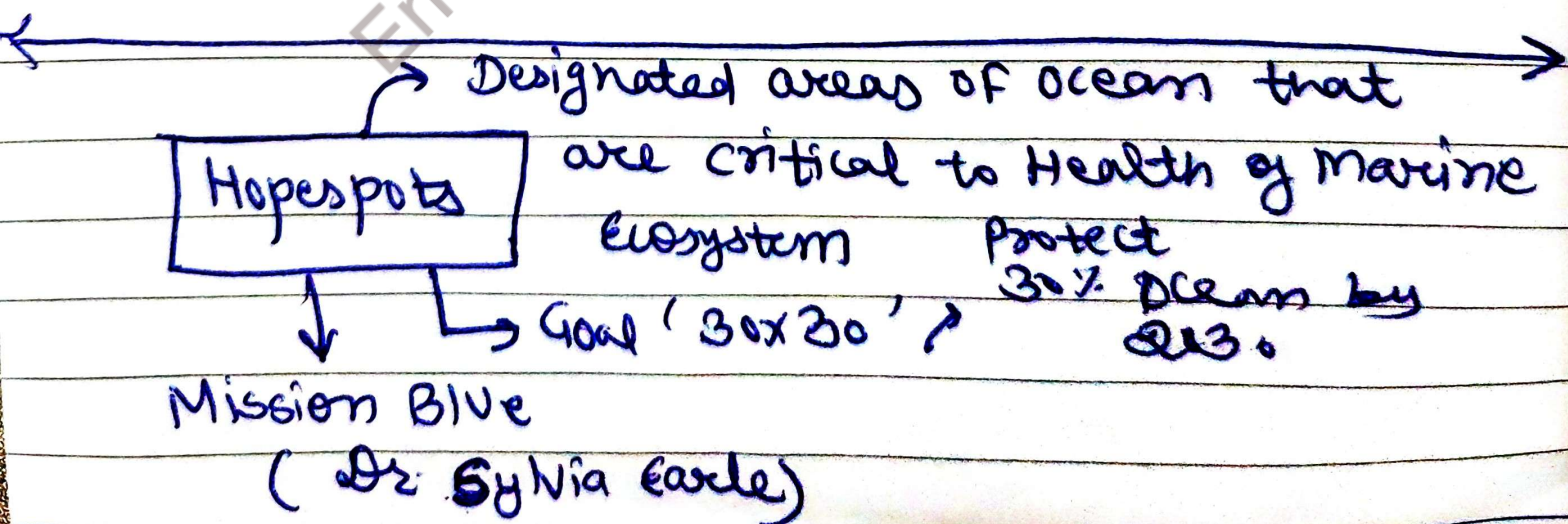 En
Designated areas of ocean that
Hopespots
are critical to Health of Marine
Ecosystem
Protect
30% Ocean by
Goal '30x30'
Mission Blue
(Dr. Sylvia Earle)